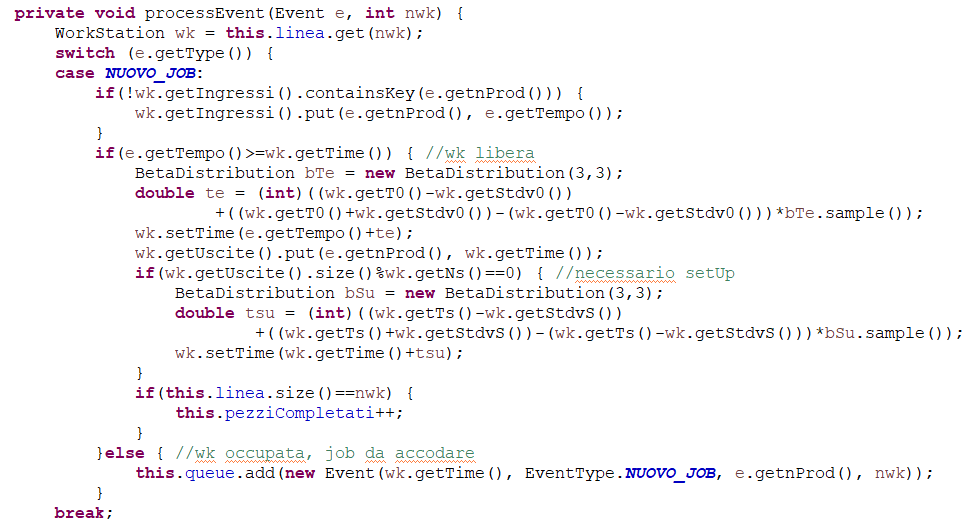 private void processEvent(Event e, int nwk) {
    WorkStation wk = this.linea.get(nwk);
    switch (e.getType()) {
    case NUOVO_JOB:
        if(!wk.getIngressi().containsKey(e.getnProd())) {
            wk.getIngressi().put(e.getnProd(), e.getTempo());
        }
        if(e.getTempo()>=wk.getTime()) { //wk libera
            BetaDistribution bTe = new BetaDistribution(3,3);
            double te = (int)((wk.getT0()-wk.getStdv0())
                    +((wk.getT0()+wk.getStdv0())-(wk.getT0()-wk.getStdv0()))*bTe.sample());
            wk.setTime(e.getTempo()+te);
            wk.getUscite().put(e.getnProd(), wk.getTime());
            if(wk.getUscite().size()%wk.getNs()==0) { //necessario setUp
                BetaDistribution bSu = new BetaDistribution(3,3);
                double tsu = (int)((wk.getTs()-wk.getStdvS())
                        +((wk.getTs()+wk.getStdvS())-(wk.getTs()-wk.getStdvS()))*bSu.sample());
                wk.setTime(wk.getTime()+tsu);
            }
            if(this.linea.size()==nwk) {
                this.pezziCompletati++;
            }
        }else { //wk occupata, job da accodare
            this.queue.add(new Event(wk.getTime(), EventType.NUOVO_JOB, e.getnProd(), nwk));
        }
    break;